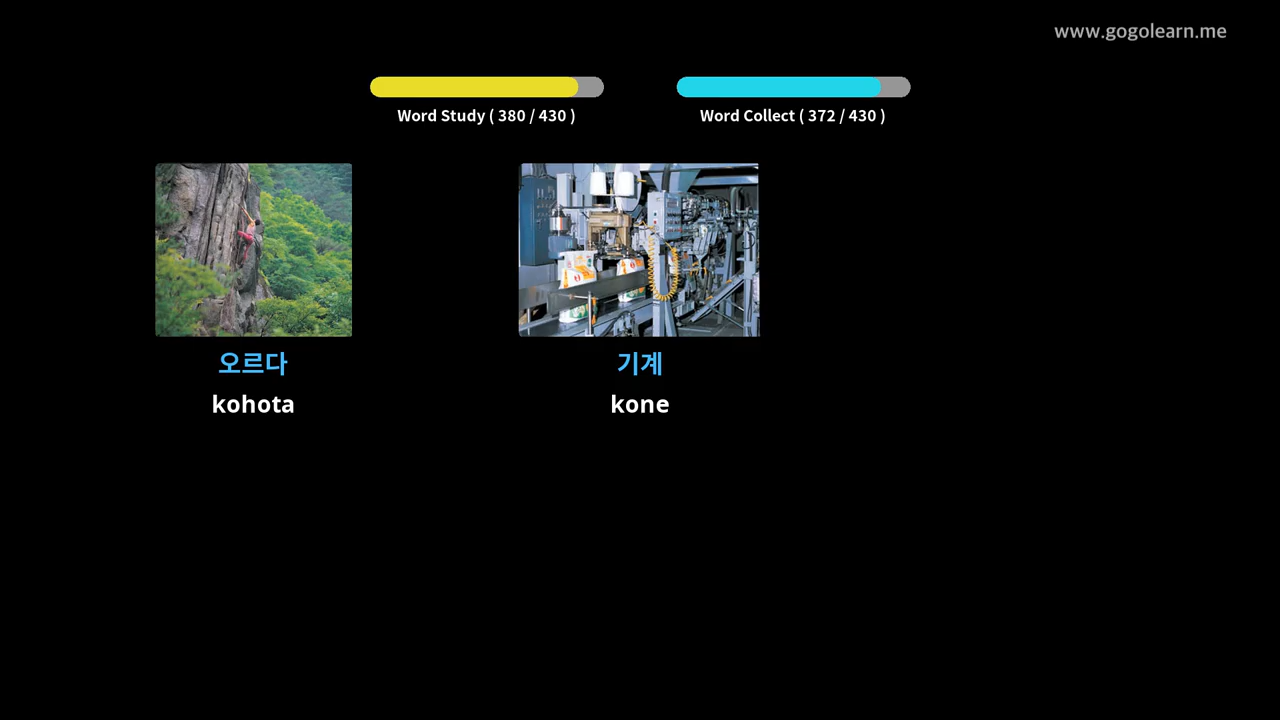 www.gogolearn.me
Word Study ( 380 / 430 )
Word Collect ( 372 / 430 )
오르다
kohota
기계
kone